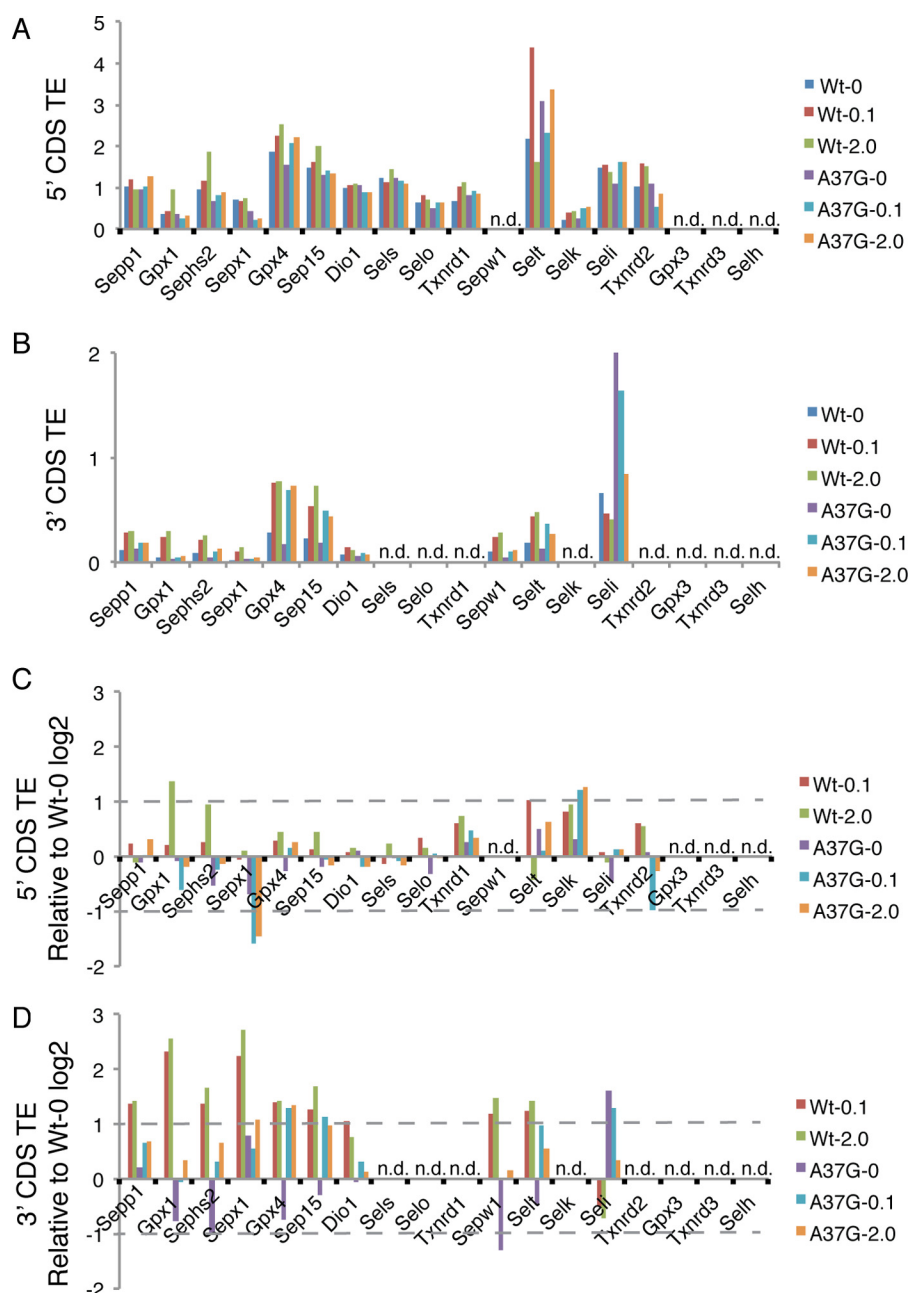 A
5' CDS TE
5
4
3
2
1
0
Sepp1
Gpx1
Sephs2
Sepx1
Gpx4
Sep15
Dio1
Sels
Selo
Txnrd1
Sepw1
Selt
Selk
Seli
Txnrd2
Gpx3
Txnrd3
Selh
n.d.
n.d.
n.d.
n.d.
Wt-0
Wt-0.1
Wt-2.0
A37G-0
A37G-0.1
A37G-2.0
B
3' CDS TE
2
1
0
Sepp1
Gpx1
Sephs2
Sepx1
Gpx4
Sep15
Dio1
Sels
Selo
Txnrd1
Sepw1
Selt
Selk
Seli
Txnrd2
Gpx3
Txnrd3
Selh
n.d.
n.d.
n.d.
n.d.
n.d.
n.d.
n.d.
n.d.
Wt-0
Wt-0.1
Wt-2.0
A37G-0
A37G-0.1
A37G-2.0
C
5' CDS TE
Relative to Wt-0 log2
3
2
1
0
-1
-2
Sepp1
Gpx1
Sephs2
Sepx1
Gpx4
Sep15
Dio1
Sels
Selo
Txnrd1
Sepw1
Selt
Selk
Seli
Txnrd2
Gpx3
Txnrd3
Selh
n.d.
n.d.
n.d.
n.d.
Wt-0.1
Wt-2.0
A37G-0
A37G-0.1
A37G-2.0
D
3' CDS TE
Relative to Wt-0 log2
3
2
1
0
-1
-2
Sepp1
Gpx1
Sephs2
Sepx1
Gpx4
Sep15
Dio1
Sels
Selo
Txnrd1
Sepw1
Selt
Selk
Seli
Txnrd2
Gpx3
Txnrd3
Selh
n.d.
n.d.
n.d.
n.d.
n.d.
n.d.
n.d.
n.d.
Wt-0.1
Wt-2.0
A37G-0
A37G-0.1
A37G-2.0